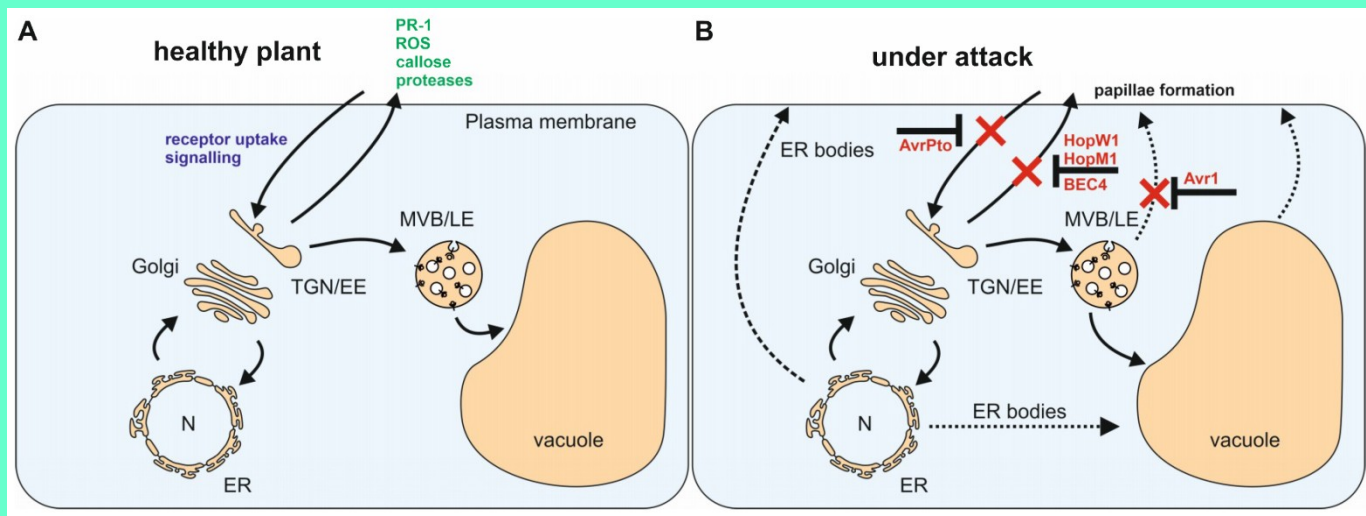 A
healthy plant
PR-1
ROS
callose
proteases
receptor uptake
signalling
Plasma membrane
MVB/LE
Golgi
TGN/EE
N
ER
vacuole
B
under attack
papillae formation
ER bodies
AvrPto
HopW1
HopM1
BEC4
Avr1
MVB/LE
Golgi
TGN/EE
N
ER bodies
ER
vacuole